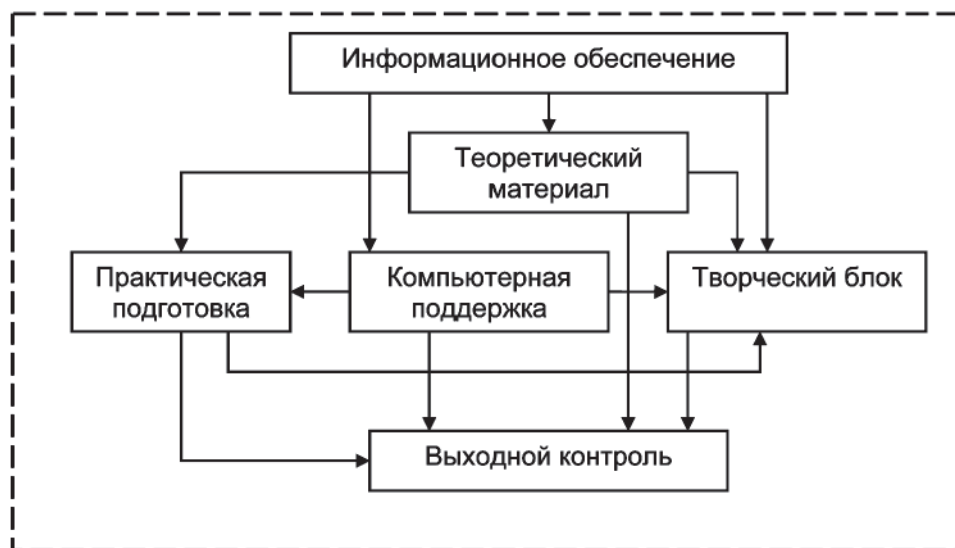 Информационное обеспечение
Теоретический
материал
Практическая
подготовка
Компьютерная
поддержка
Творческий блок
Выходной контроль